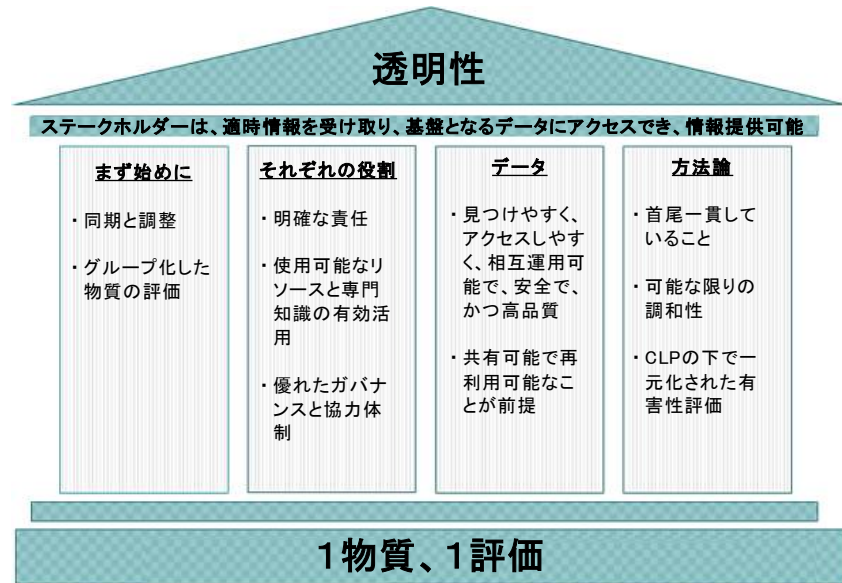 透明性
ステークホルダーは、適時情報を受け取り、基盤となるデータにアクセスでき、情報提供可能
まず始めに
・同期と調整
・グループ化した
物質の評価
それぞれの役割
・明確な責任
・使用可能なリ
ソースと専門
知識の有効活
用
・優れたガバナ
ンスと協力体
制
データ
・見つけやすく、
アクセスしやす
く、相互運用可
能で、安全で、
かつ高品質
・共有可能で再
利用可能なこ
とが前提
方法論
・首尾一貫して
いること
・可能な限りの
調和性
・CLPの下で一
元化された有
害性評価
1物質、1評価